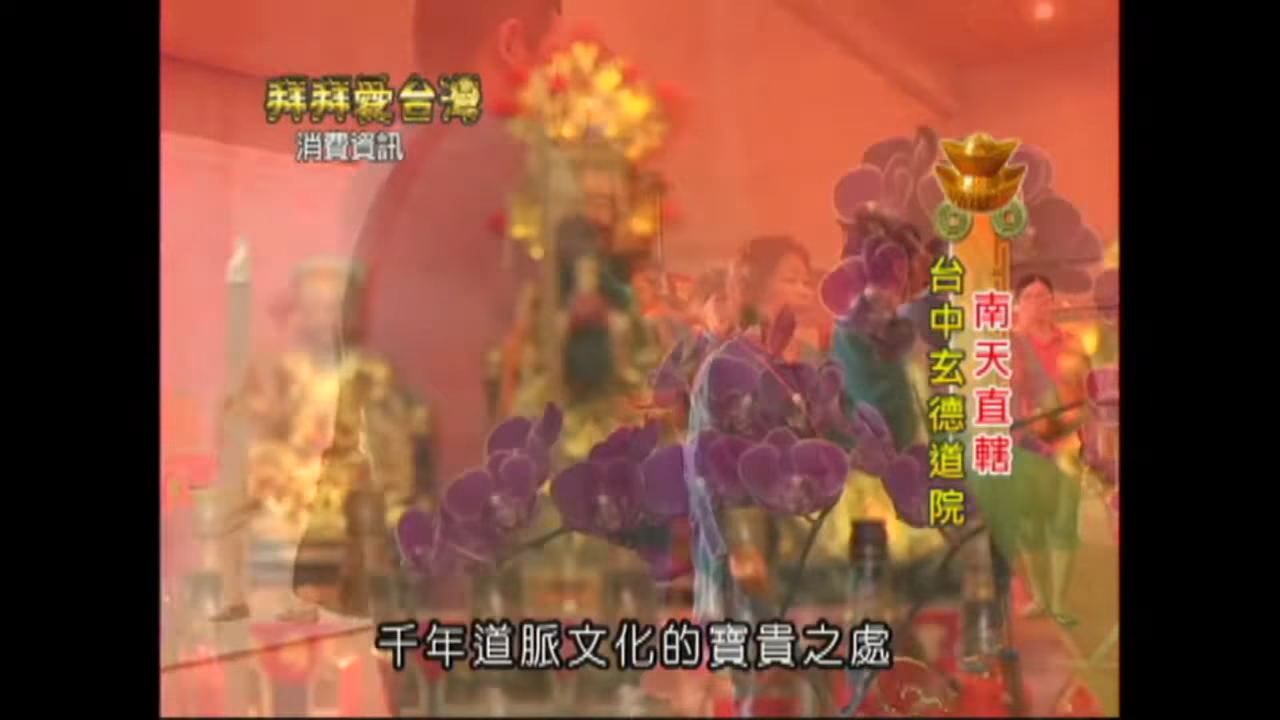 拜拜愛台灣
消費資訊
南天直轄
台中玄德道院
千年道脈文化的寶貴之處